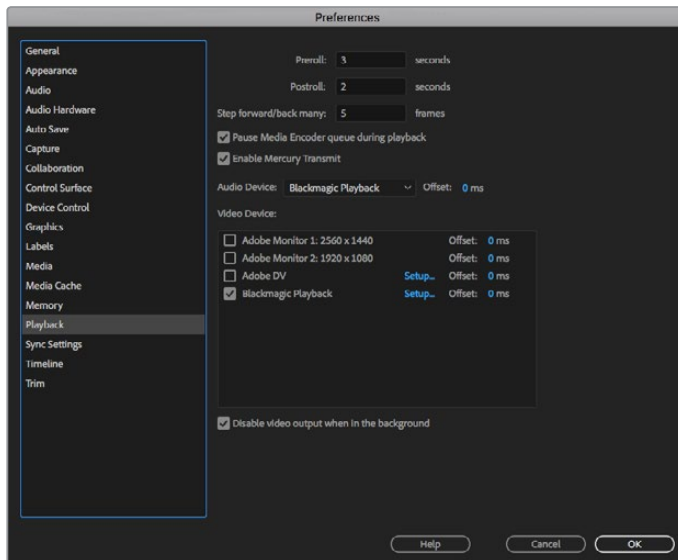 Preferences
General
Appearance
Audio
Audio Hardware
Auto Save
Capture
Collaboration
Control Surface
Device Control
Graphics
Labels
Media
Media Cache
Memory
Playback
Sync Settings
Timeline
Trim
Preroll: 3 seconds
Postroll: 2 seconds
Step forward/back many: 5 frames
Pause Media Encoder queue during playback
Enable Mercury Transmit
Audio Device: Blackmagic Playback Offset: 0 ms
Video Device:
Adobe Monitor 1: 2560 x 1440 Offset: 0 ms
Adobe Monitor 2: 1920 x 1080 Offset: 0 ms
Adobe DV Setup... Offset: 0 ms
Blackmagic Playback Setup... Offset: 0 ms
Disable video output when in the background
Help Cancel OK